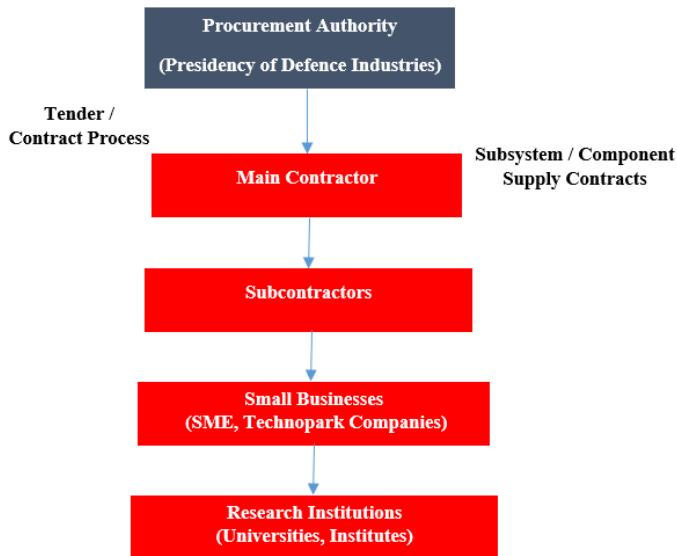 Procurement Authority
(Presidency of Defence Industries)
Tender /
Contract Process
Main Contractor
Subsystem / Component
Supply Contracts
Subcontractors
Small Businesses
(SME, Technopark Companies)
Research Institutions
(Universities, Institutes)